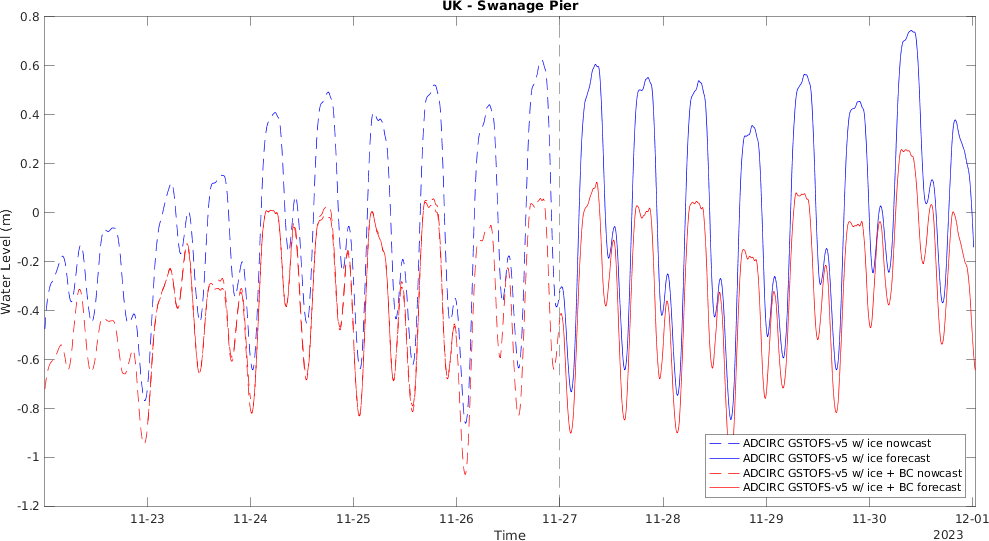 UK - Swanage Pier
0.8
0.6
0.4
0.2
0
-0.2
-0.4
-0.6
-0.8
-1
-1.2
Water Level (m)
ADCIRC GSTOFS-v5 w/ ice nowcast
ADCIRC GSTOFS-v5 w/ ice forecast
ADCIRC GSTOFS-v5 w/ ice + BC nowcast
ADCIRC GSTOFS-v5 w/ ice + BC forecast
11-23 11-24 11-25 11-26 11-27 11-28 11-29 11-30 12-01
Time
2023